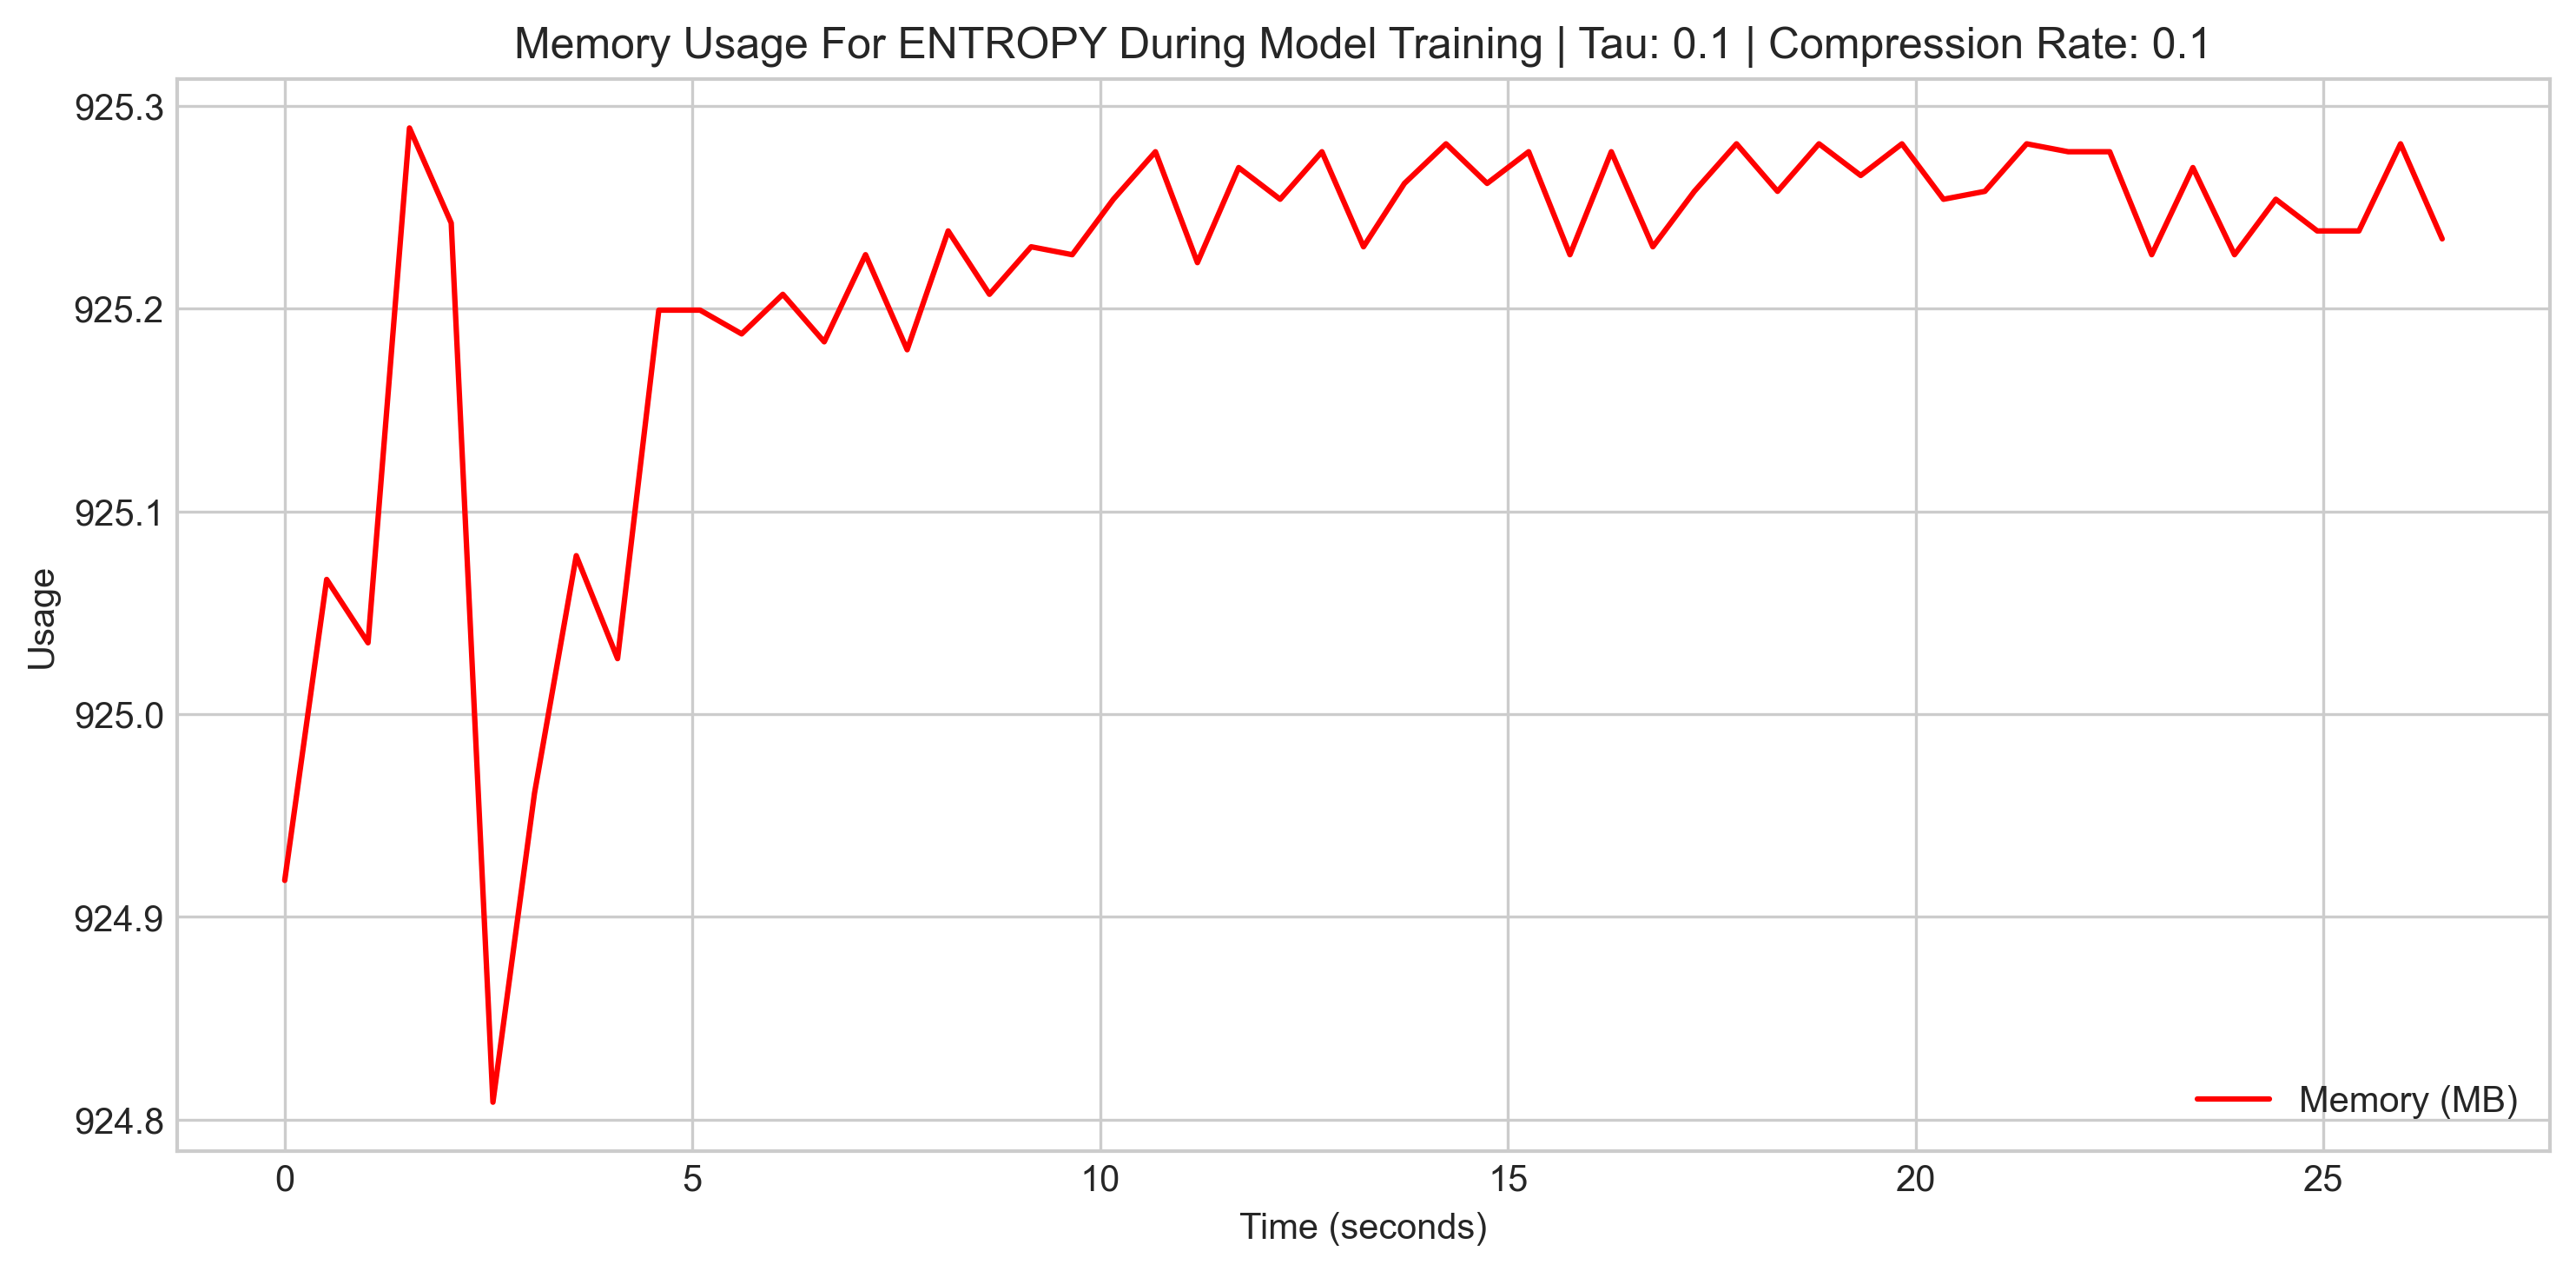 Memory Usage For ENTROPY During Model Training | Tau: 0.1 | Compression Rate: 0.1
925.3
925.2
925.1
925.0
924.9
924.8
Usage
Memory (MB)
0 5 10 15 20 25
Time (seconds)